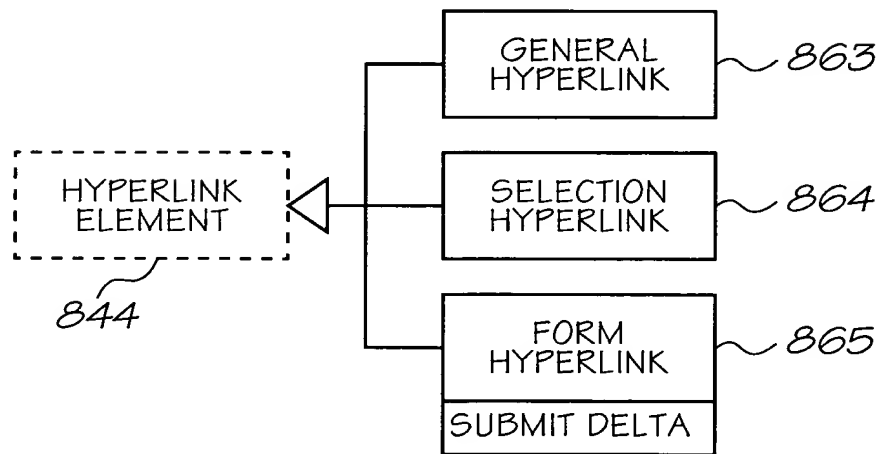 GENERAL
HYPERLINK
863
HYPERLINK
ELEMENT
844
SELECTION
HYPERLINK
864
FORM
HYPERLINK
865
SUBMIT DELTA